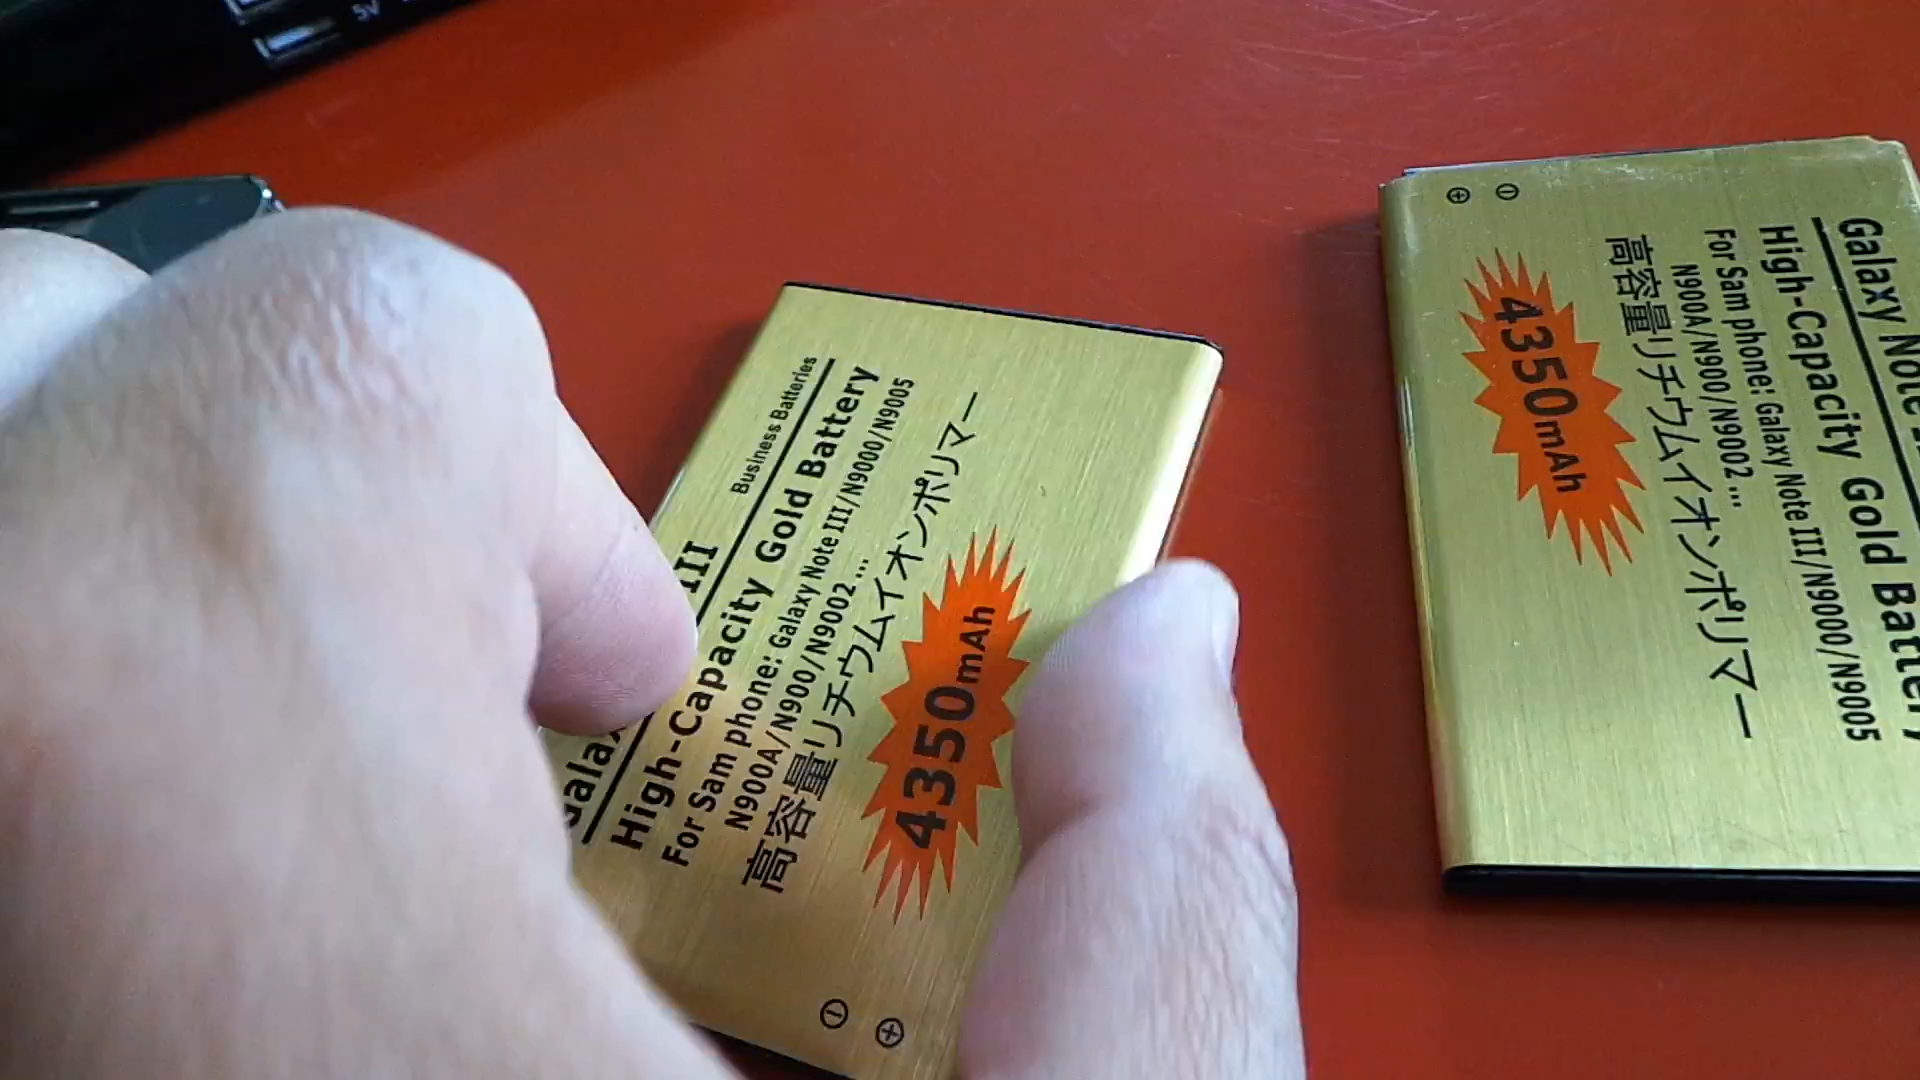 5V
Business Batteries
III
High-Capacity Gold Battery
For Sam phone: Galaxy Note III/N9000/N9005
N900A/N900/N9002 ...
高容量リチウムイオンポリマー
4350mAh
Galaxy Note
High-Capacity Gold Battery
For Sam phone: Galaxy Note III/N9000/N9005
N900A/N900/N9002 ...
高容量リチウムイオンポリマー
4350mAh